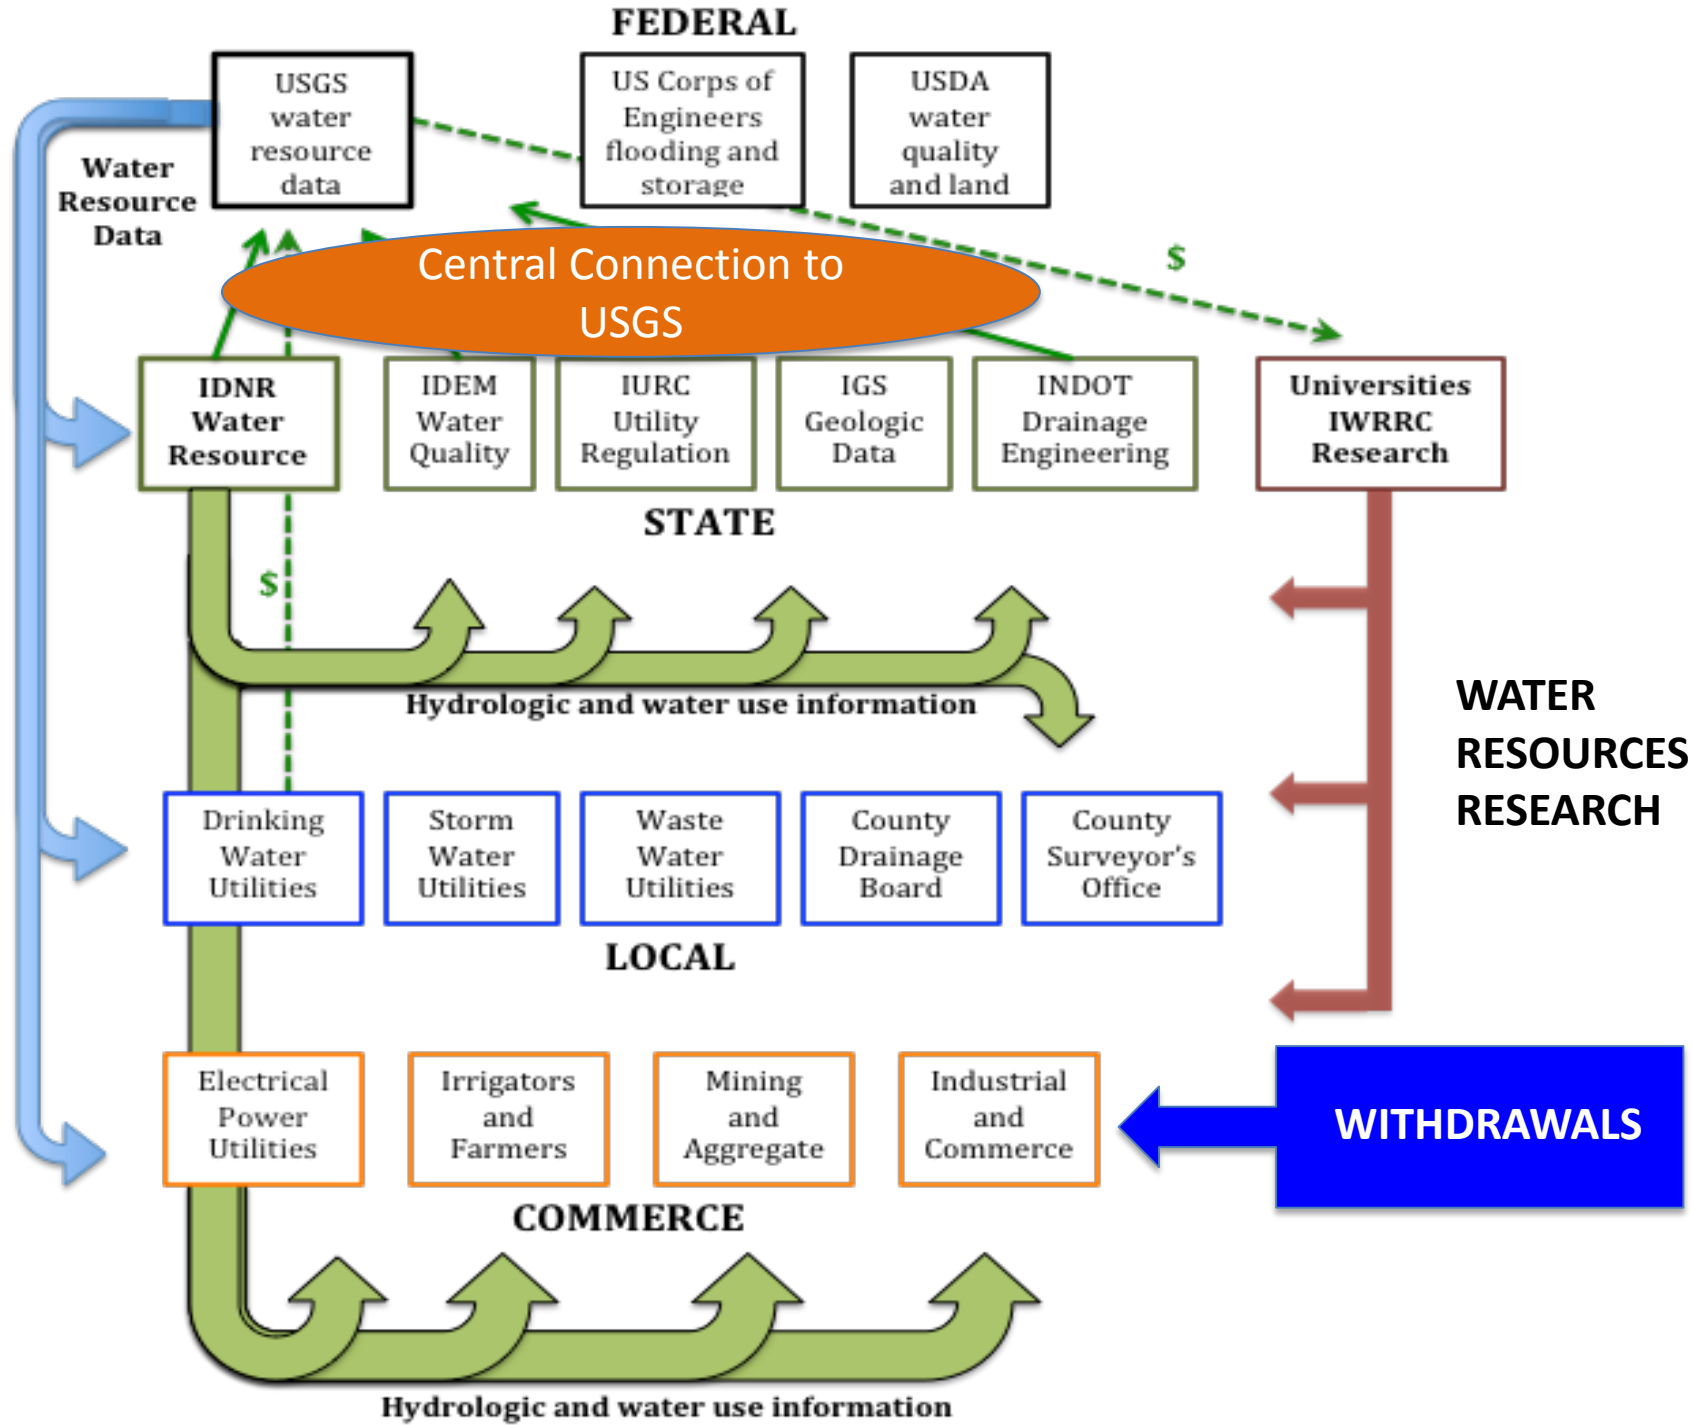 FEDERAL
USGS
water
resource
data
US Corps of
Engineers
flooding and
storage
USDA
water
quality
and land
Water
Resource
Data
Central Connection to
USGS
$
IDNR
Water
Resource
IDEM
Water
Quality
IURC
Utility
Regulation
IGS
Geologic
Data
INDOT
Drainage
Engineering
Universities
IWRRC
Research
STATE
$
Hydrologic and water use information
WATER
RESOURCES
RESEARCH
Drinking
Water
Utilities
Storm
Water
Utilities
Waste
Water
Utilities
County
Drainage
Board
County
Surveyor's
Office
LOCAL
Electrical
Power
Utilities
Irrigators
and
Farmers
Mining
and
Aggregate
Industrial
and
Commerce
WITHDRAWALS
COMMERCE
Hydrologic and water use information